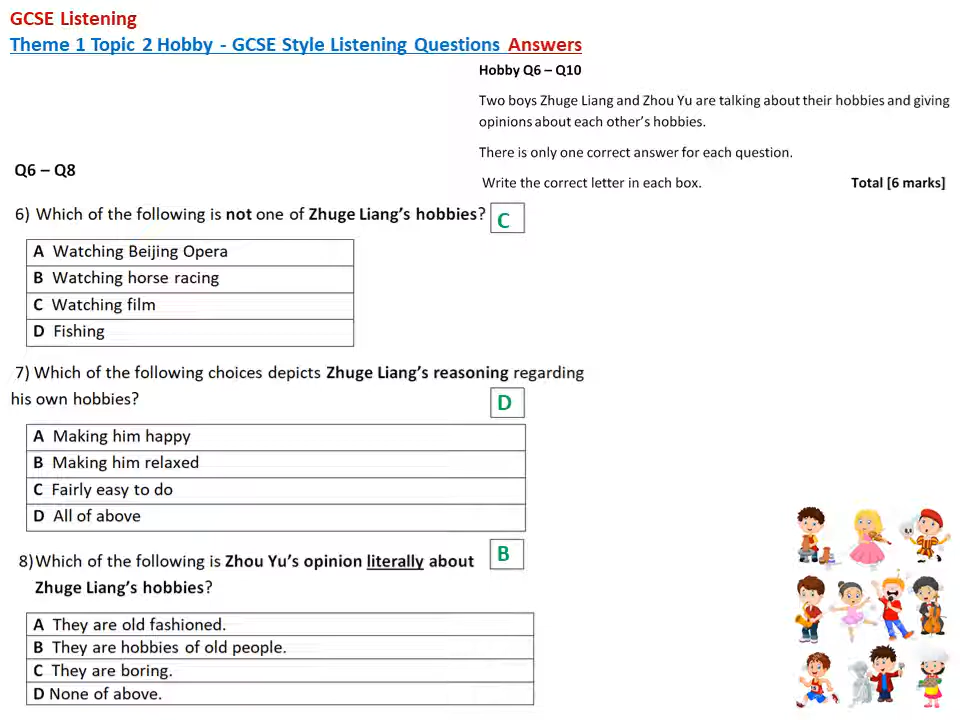 GCSE Listening
Theme 1 Topic 2 Hobby - GCSE Style Listening Questions Answers
Hobby Q6 – Q10
Two boys Zhuge Liang and Zhou Yu are talking about their hobbies and giving
opinions about each other's hobbies.
There is only one correct answer for each question.
Write the correct letter in each box. Total [6 marks]
Q6 – Q8
6) Which of the following is not one of Zhuge Liang's hobbies? C
A Watching Beijing Opera
B Watching horse racing
C Watching film
D Fishing
7) Which of the following choices depicts Zhuge Liang's reasoning regarding
his own hobbies? D
A Making him happy
B Making him relaxed
C Fairly easy to do
D All of above
8)Which of the following is Zhou Yu's opinion literally about B
Zhuge Liang's hobbies?
A They are old fashioned.
B They are hobbies of old people.
C They are boring.
D None of above.